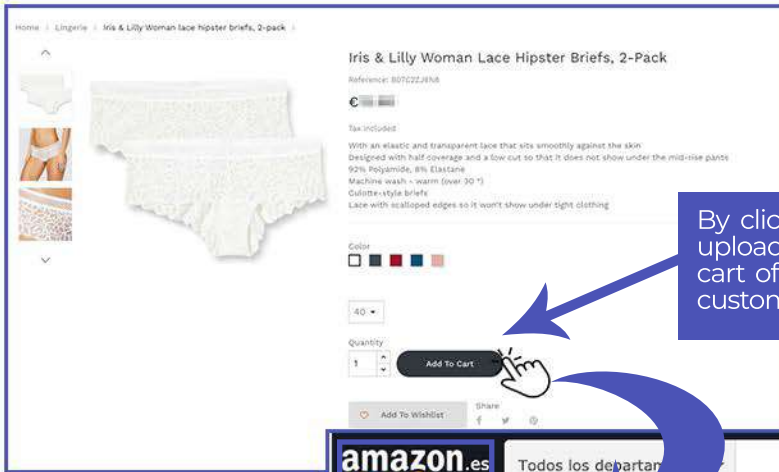 Home
Lingerie
Iris & Lilly Woman lace hipster briefs, 2-pack
Iris & Lilly Woman Lace Hipster Briefs, 2-Pack
Reference:
€
Tax included
With an elastic and transparent lace that sits smoothly against the skin
Designed with half coverage and a low cut so that it does not show under the mid-rise pants
92% Polyamide, 8% Elastane
Machine wash - warm (over 30 °)
Culotte-style briefs
Lace with scalloped edges so it won't show under tight clothing
Color
40
Quantity
1
Add To Cart
Add To Wishlist
Share
By clic
upload
cart of
custon
amazon.es
Todos los departam